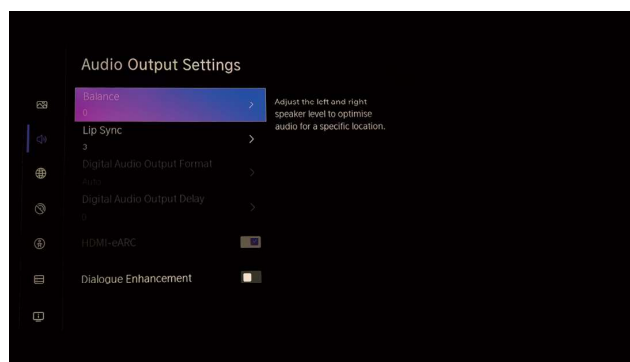 Audio Output Settings
Balance
0
Adjust the left and right
speaker level to optimise
audio for a specific location.
Lip Sync
3
Digital Audio Output Format
Auto
Digital Audio Output Delay
0
HDMI-eARC
Dialogue Enhancement